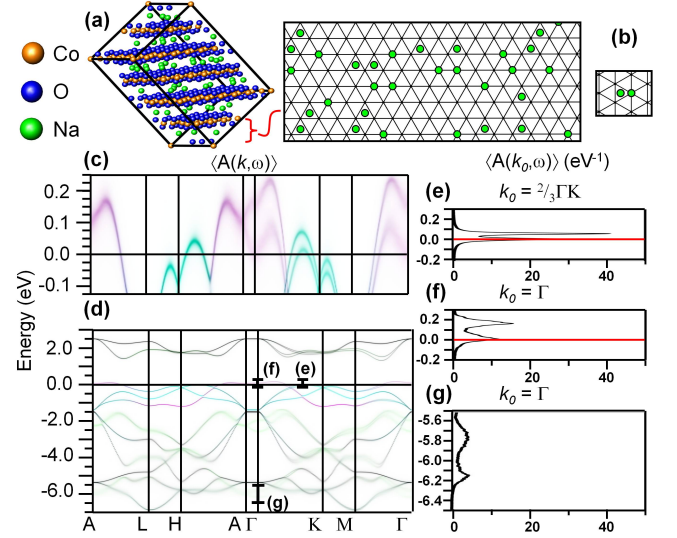 (a)
(b)
Co
O
Na
(c)
⟨A(k,ω)⟩
⟨A(k₀,ω)⟩ (eV⁻¹)
0.2
0.1
0.0
-0.1
Energy (eV)
(d)
2.0
0.0
-2.0
-4.0
-6.0
(f)
(e)
(g)
A L H A Γ K M Γ
(e)
k₀ = ²/₃ΓK
0.2
0.0
-0.2
0 20 40
(f)
k₀ = Γ
0.2
0.0
-0.2
0 20 40
(g)
k₀ = Γ
-5.6
-5.8
-6.0
-6.2
-6.4
0 20 40